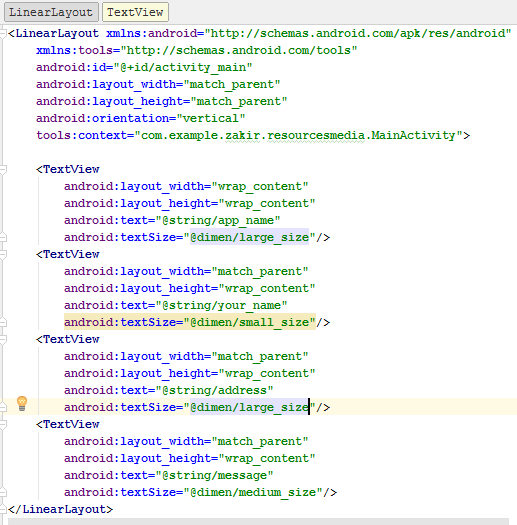 LinearLayout TextView
<LinearLayout xmlns:android="http://schemas.android.com/apk/res/android"
xmlns:tools="http://schemas.android.com/tools"
android:id="@+id/activity_main"
android:layout_width="match_parent"
android:layout_height="match_parent"
android:orientation="vertical"
tools:context="com.example.zakir.resourcesmedia.MainActivity">
<TextView
android:layout_width="wrap_content"
android:layout_height="wrap_content"
android:text="@string/app_name"
android:textSize="@dimen/large_size"/>
<TextView
android:layout_width="match_parent"
android:layout_height="wrap_content"
android:text="@string/your_name"
android:textSize="@dimen/small_size"/>
<TextView
android:layout_width="match_parent"
android:layout_height="wrap_content"
android:text="@string/address"
android:textSize="@dimen/large_size"/>
<TextView
android:layout_width="match_parent"
android:layout_height="wrap_content"
android:text="@string/message"
android:textSize="@dimen/medium_size"/>
</LinearLayout>